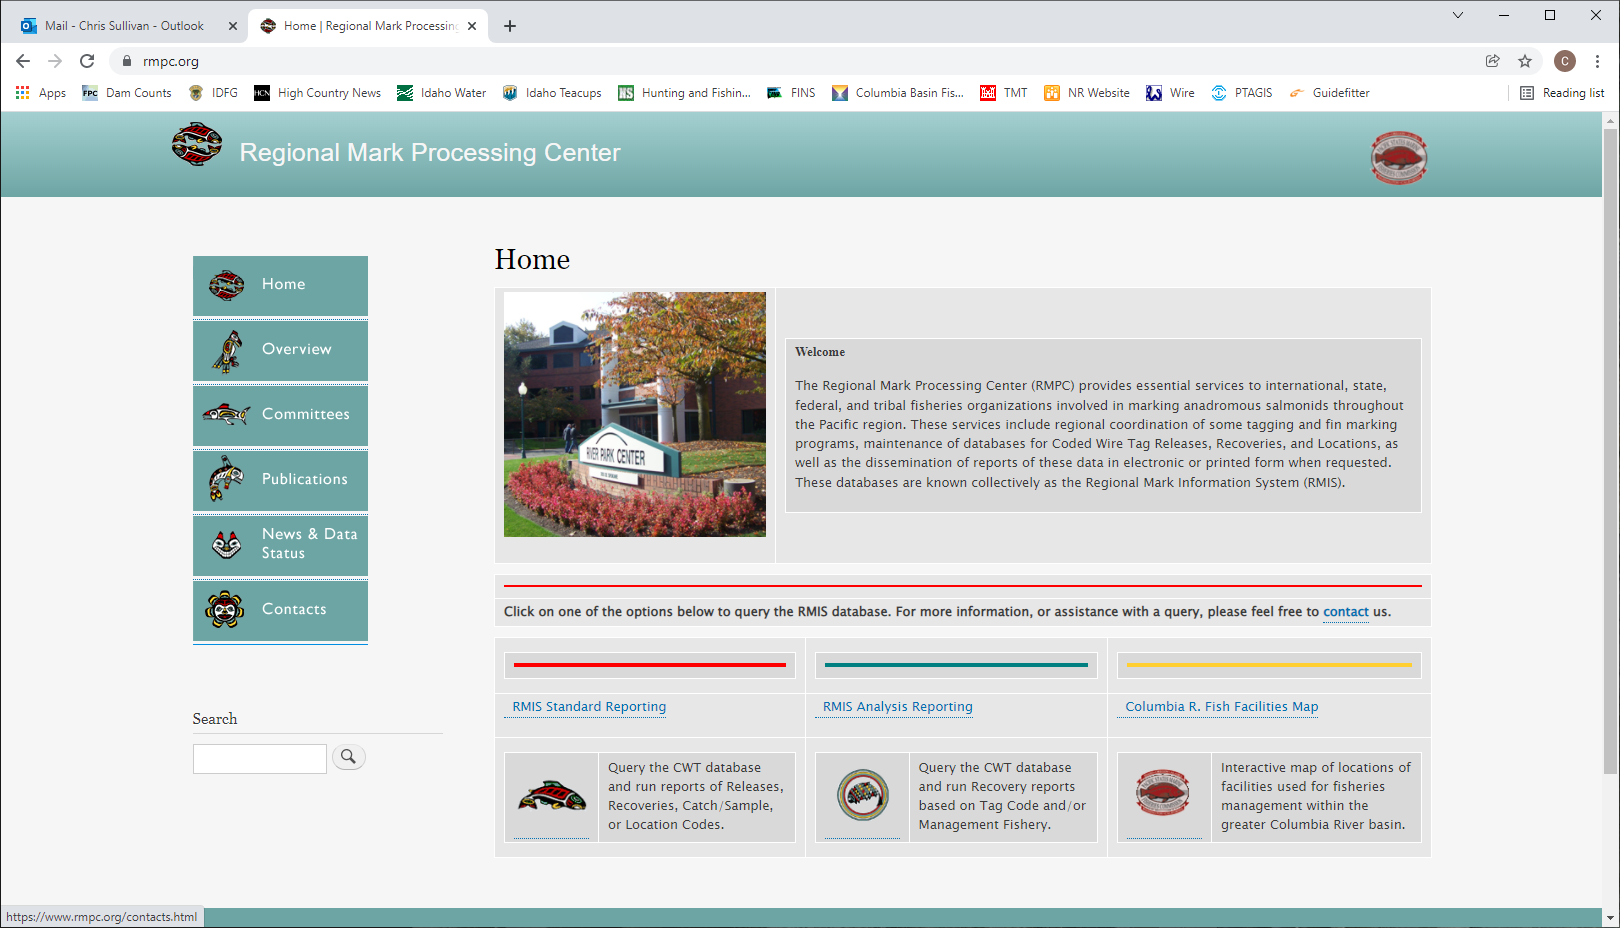 Mail - Chris Sullivan - Outlook
Home | Regional Mark Processing
rmpc.org
C
Apps
FPC
Dam Counts
IDFG
HCN
High Country News
Idaho Water
Idaho Teacups
Hunting and Fishin...
FINS
Columbia Basin Fis...
TMT
NR Website
Wire
PTAGIS
Guidefitter
Reading list
Regional Mark Processing Center
Home
Overview
Committees
Publications
News & Data
Status
Contacts
Search
Home
RIVER PARK CENTER
Welcome
The Regional Mark Processing Center (RMPC) provides essential services to international, state,
federal, and tribal fisheries organizations involved in marking anadromous salmonids throughout
the Pacific region. These services include regional coordination of some tagging and fin marking
programs, maintenance of databases for Coded Wire Tag Releases, Recoveries, and Locations, as
well as the dissemination of reports of these data in electronic or printed form when requested.
These databases are known collectively as the Regional Mark Information System (RMIS).
Click on one of the options below to query the RMIS database. For more information, or assistance with a query, please feel free to contact us.
RMIS Standard Reporting
RMIS Analysis Reporting
Columbia R. Fish Facilities Map
Query the CWT database
and run reports of Releases,
Recoveries, Catch/Sample,
or Location Codes.
Query the CWT database
and run Recovery reports
based on Tag Code and/or
Management Fishery.
Interactive map of locations of
facilities used for fisheries
management within the
greater Columbia River basin.
https://www.rmpc.org/contacts.html